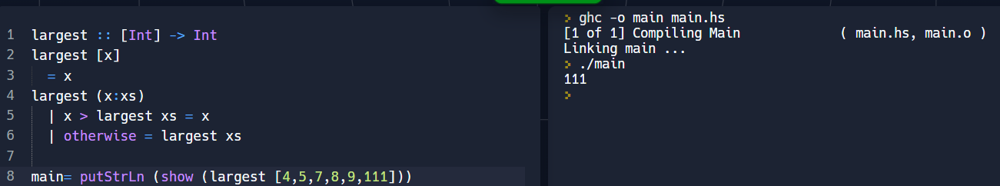 1 largest :: [Int] -> Int
2 largest [x]
3   = x
4 largest (x:xs)
5   | x > largest xs = x
6   | otherwise = largest xs
7
8 main= putStrLn (show (largest [4,5,7,8,9,111]))
> ghc -o main main.hs
[1 of 1] Compiling Main             ( main.hs, main.o )
Linking main ...
> ./main
111
>